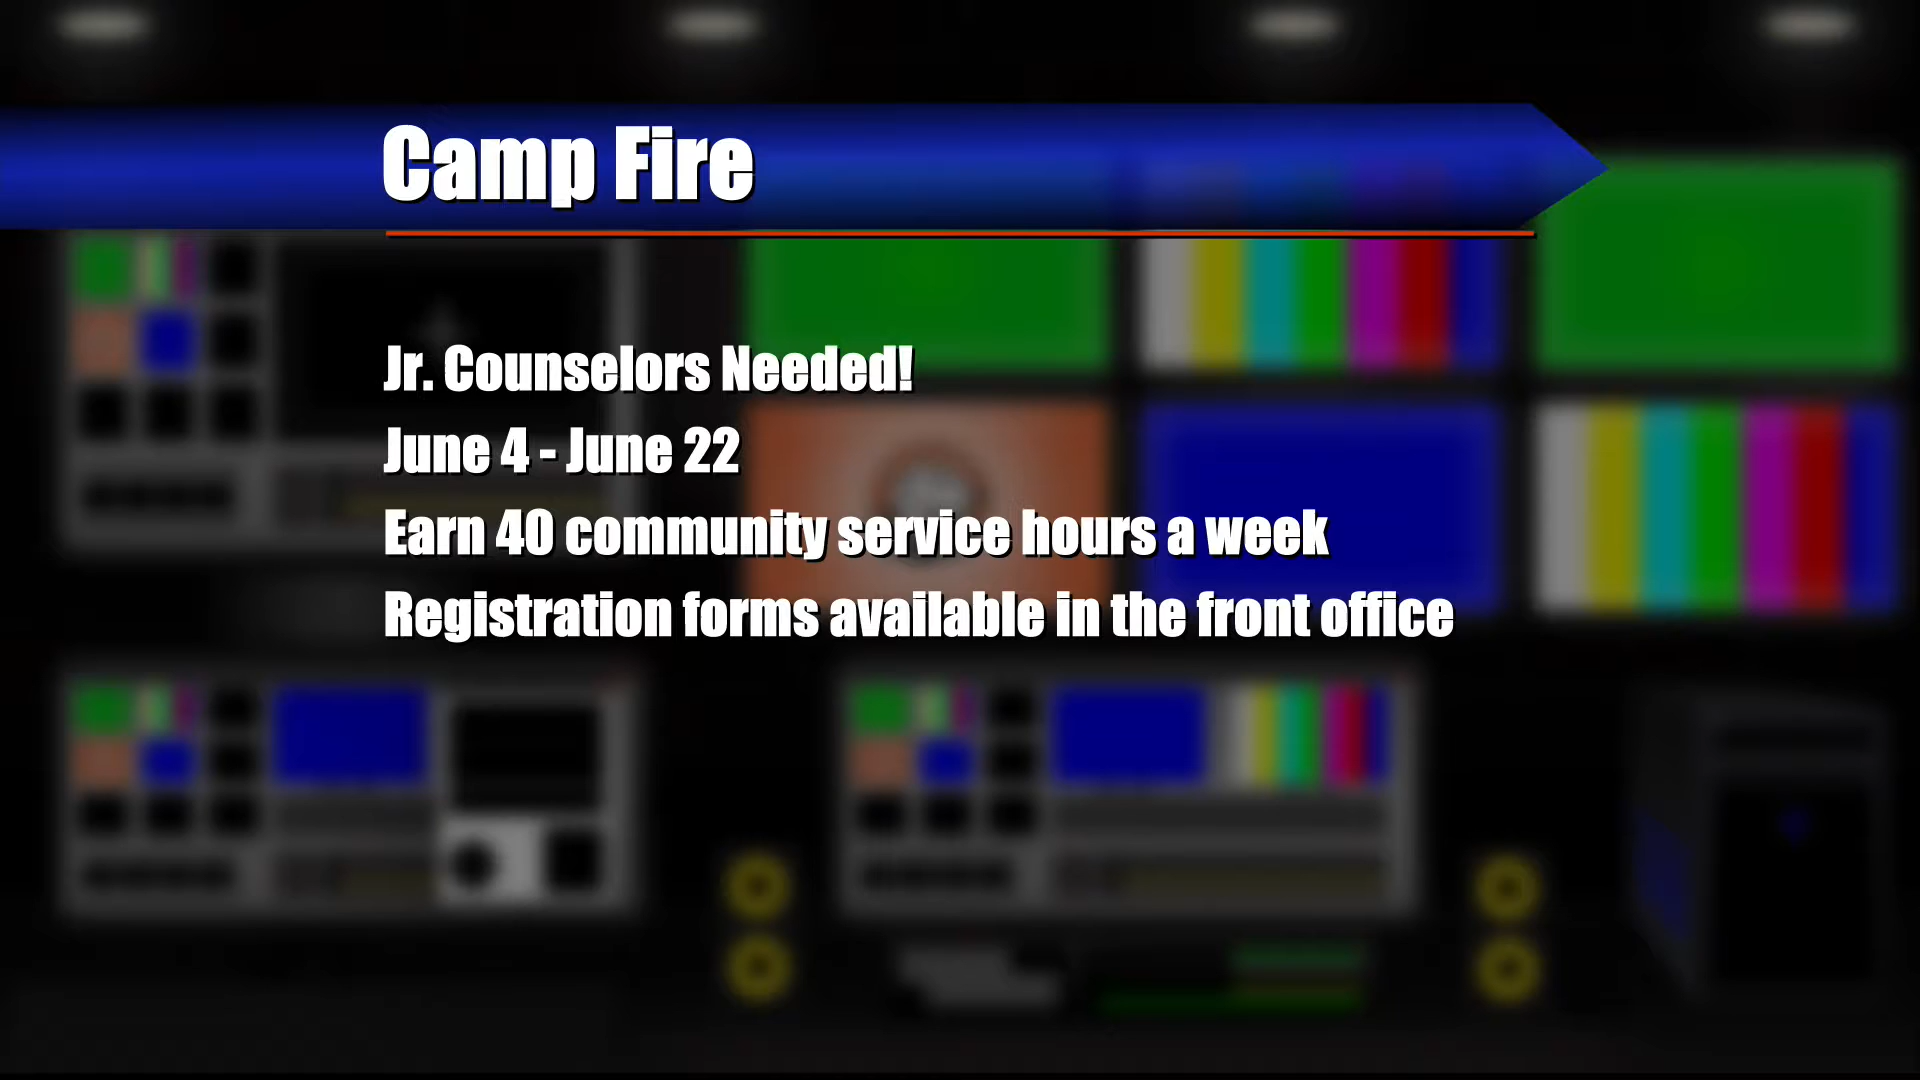 Camp Fire
Jr. Counselors Needed!
June 4 - June 22
Earn 40 community service hours a week
Registration forms available in the front office